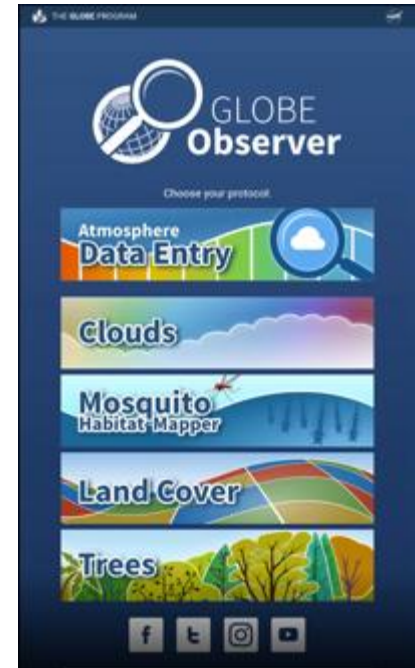 THE GLOBE PROGRAM
GLOBE
Observer
Choose your protocol.
Atmosphere
Data Entry
Clouds
Mosquito
Habitat Mapper
Land Cover
Trees